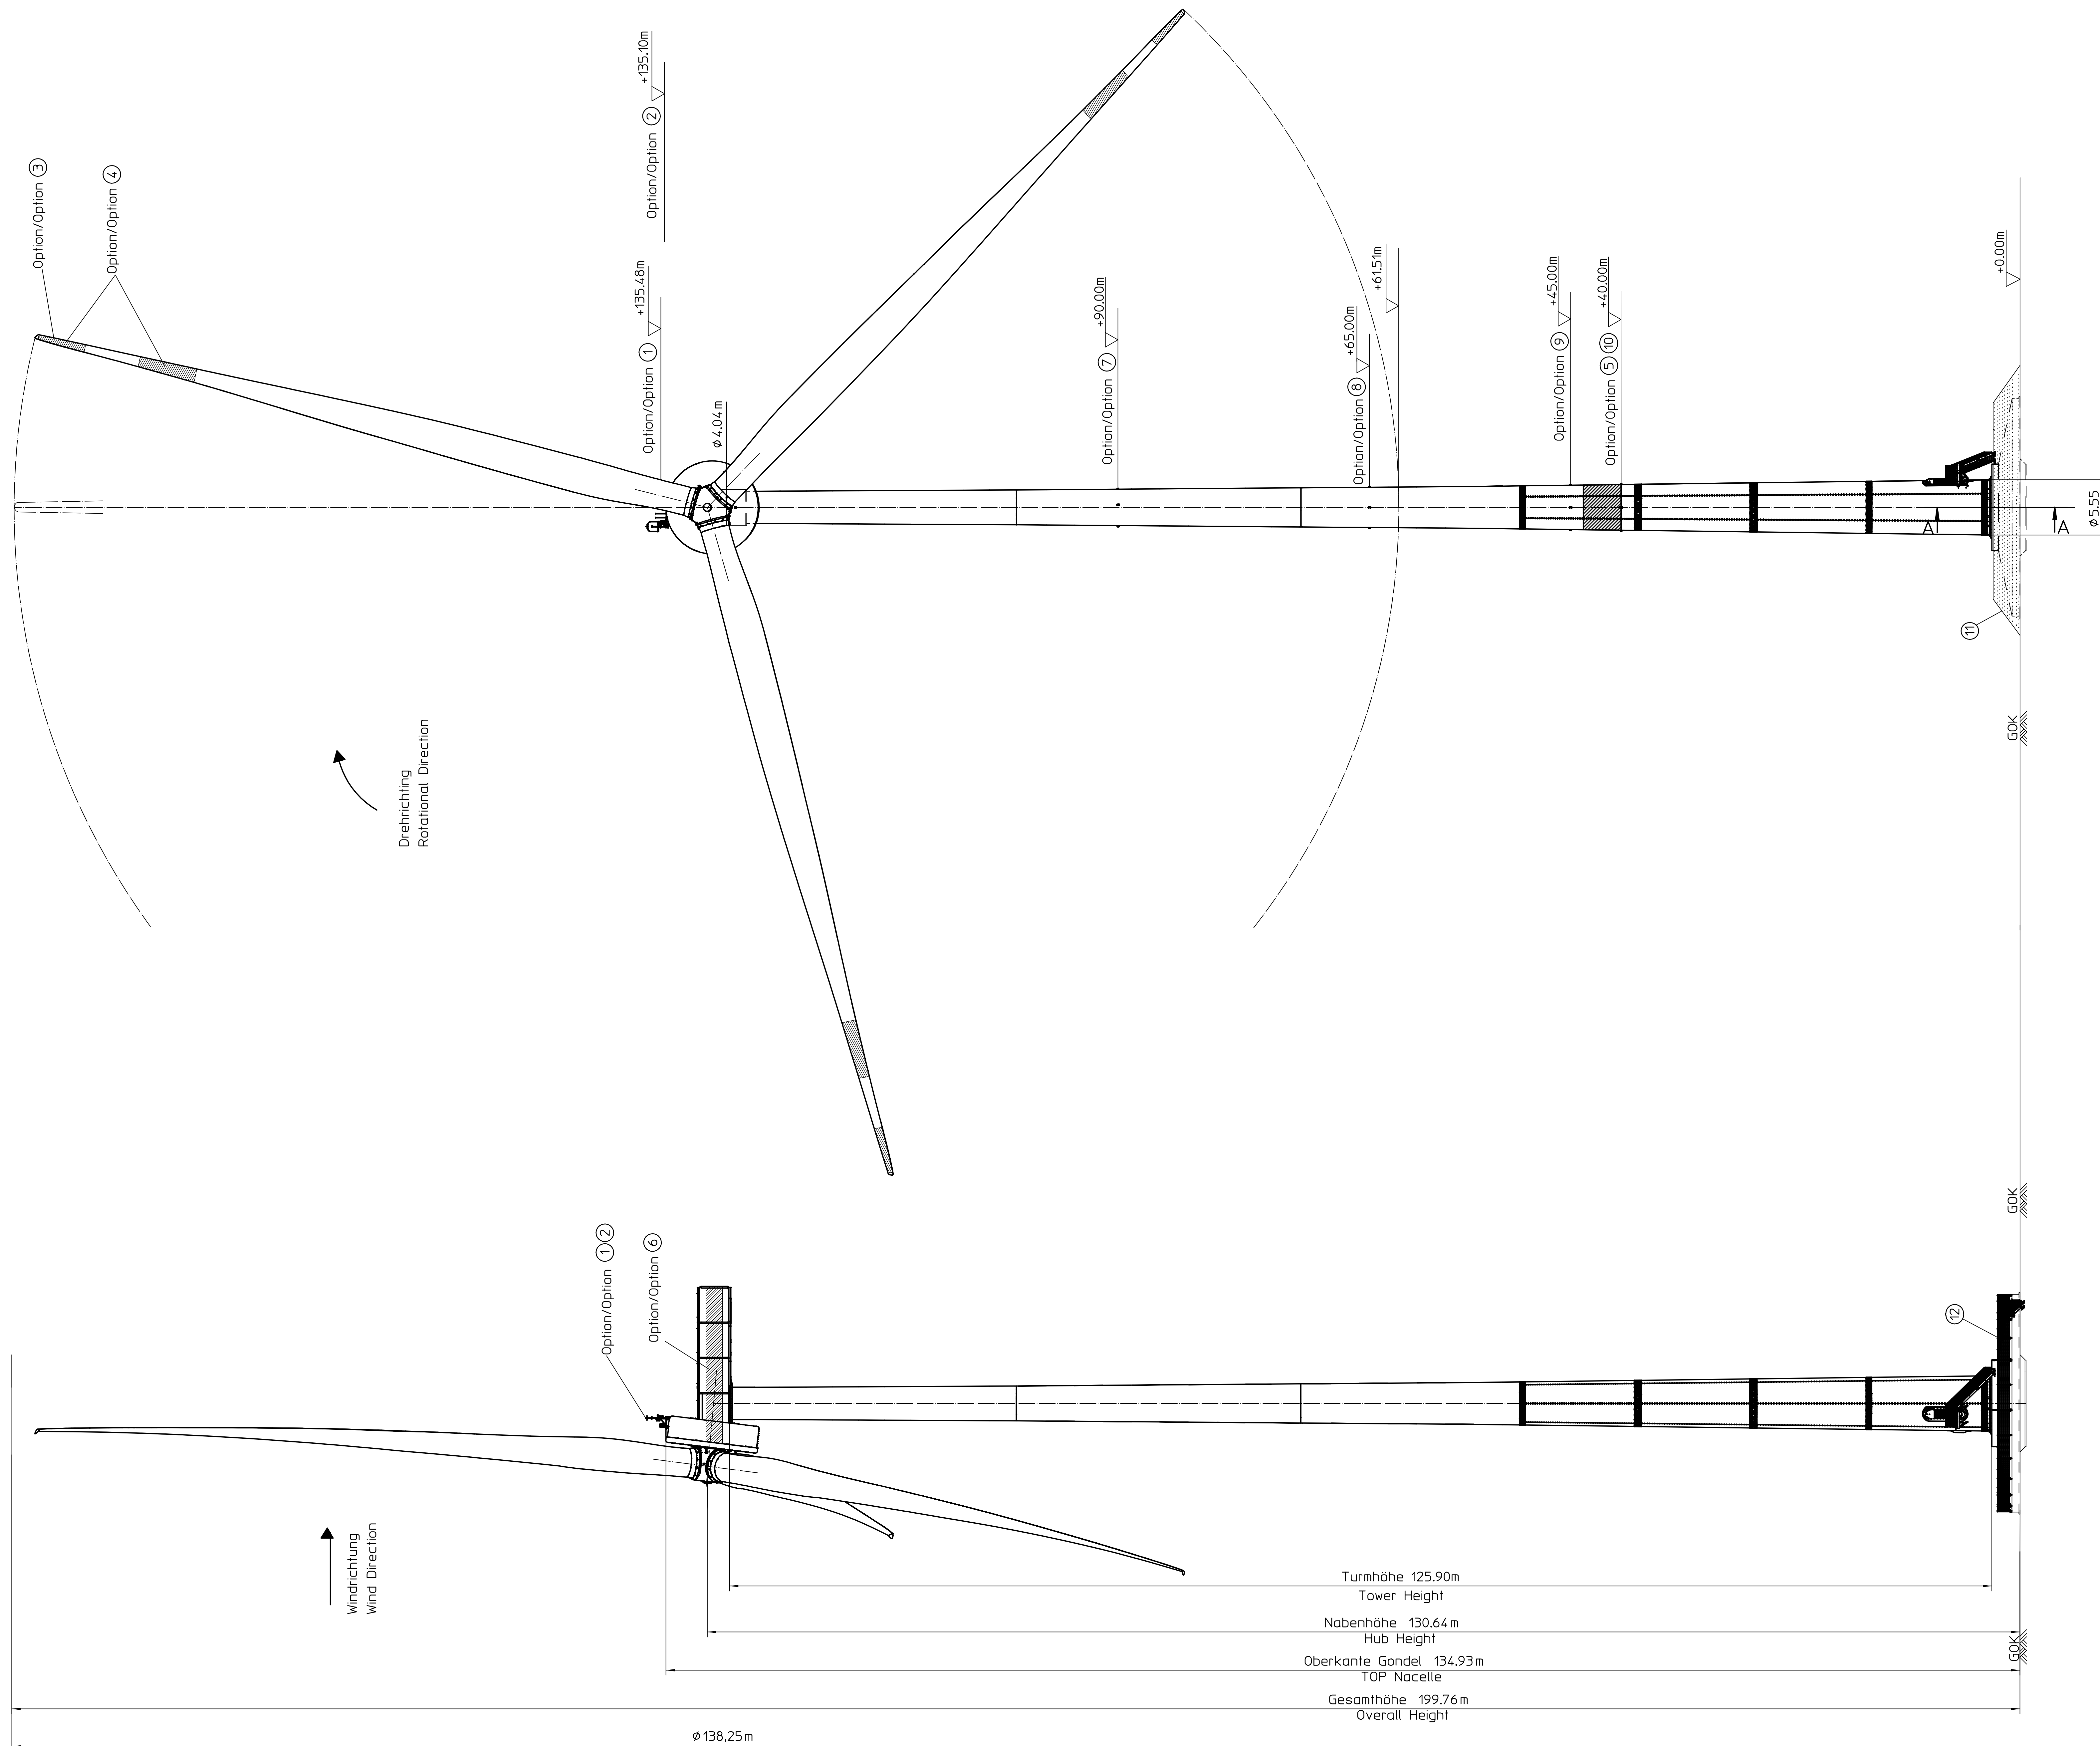 Option/Option 3
Option/Option 4
+135.10m
Option/Option 2
+135.48m
Option/Option 1
ø 4.04 m
+90.00m
Option/Option 7
+65.00m
Option/Option 8
+61.51m
+45.00m
Option/Option 9
+40.00m
Option/Option 5 10
+0.00m
A
A
ø 5.55
11
Drehrichting
Rotational Direction
GOK
GOK
Option/Option 1 2
Option/Option 6
12
Windrichtung
Wind Direction
Turmhöhe 125.90m
Tower Height
Nabenhöhe 130.64m
Hub Height
GOK
Oberkante Gondel 134.93m
TOP Nacelle
Gesamthöhe 199.76m
Overall Height
ø 138,25m